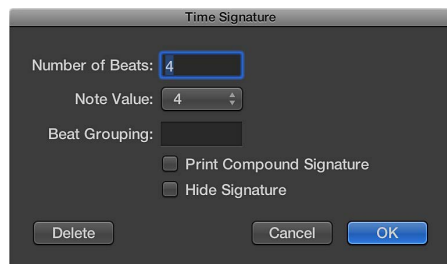 Time Signature
Number of Beats: 4
Note Value: 4
Beat Grouping:
Print Compound Signature
Hide Signature
Delete Cancel OK